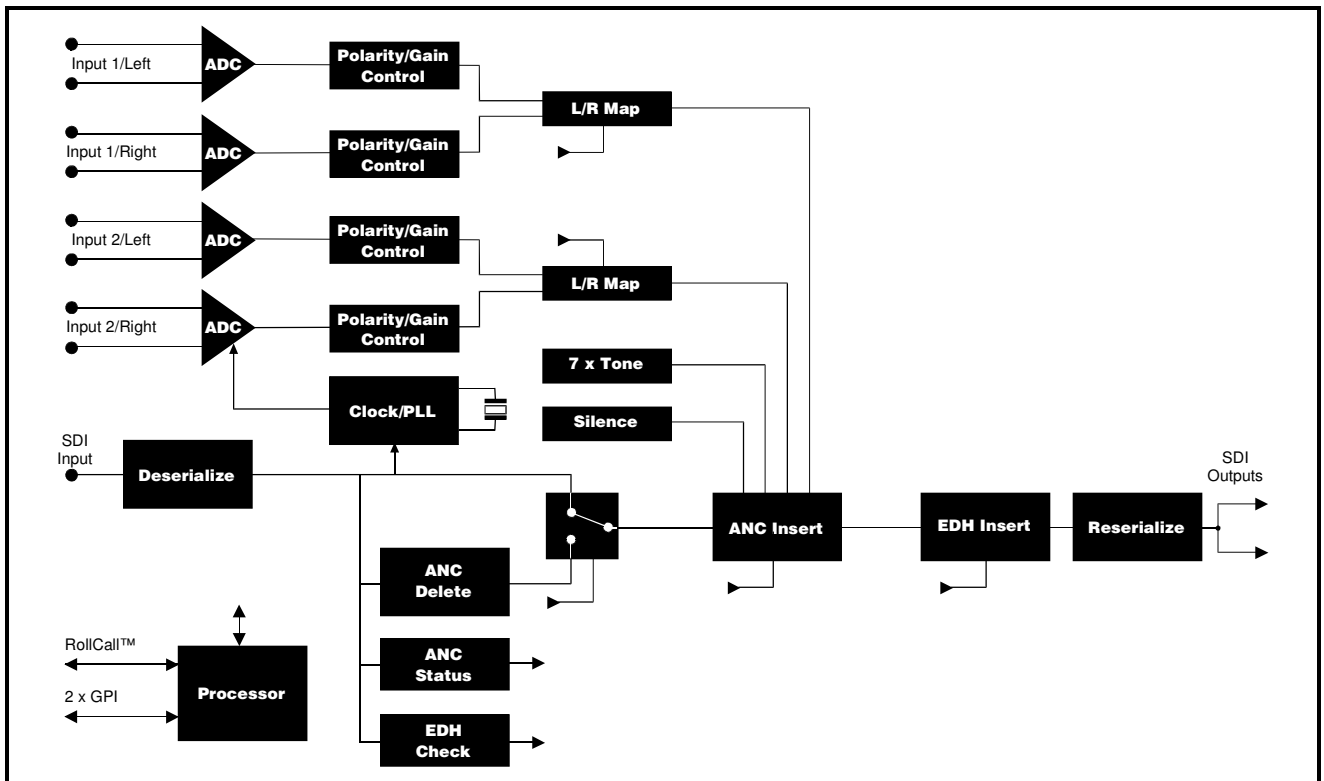 Input 1/Left
ADC
Polarity/Gain
Control
L/R Map
Input 1/Right
ADC
Polarity/Gain
Control
Input 2/Left
ADC
Polarity/Gain
Control
L/R Map
Input 2/Right
ADC
Polarity/Gain
Control
7 x Tone
Clock/PLL
Silence
SDI
Input
Deserialize
ANC Insert
EDH Insert
Reserialize
SDI
Outputs
ANC
Delete
RollCall™
2 x GPI
Processor
ANC
Status
EDH
Check